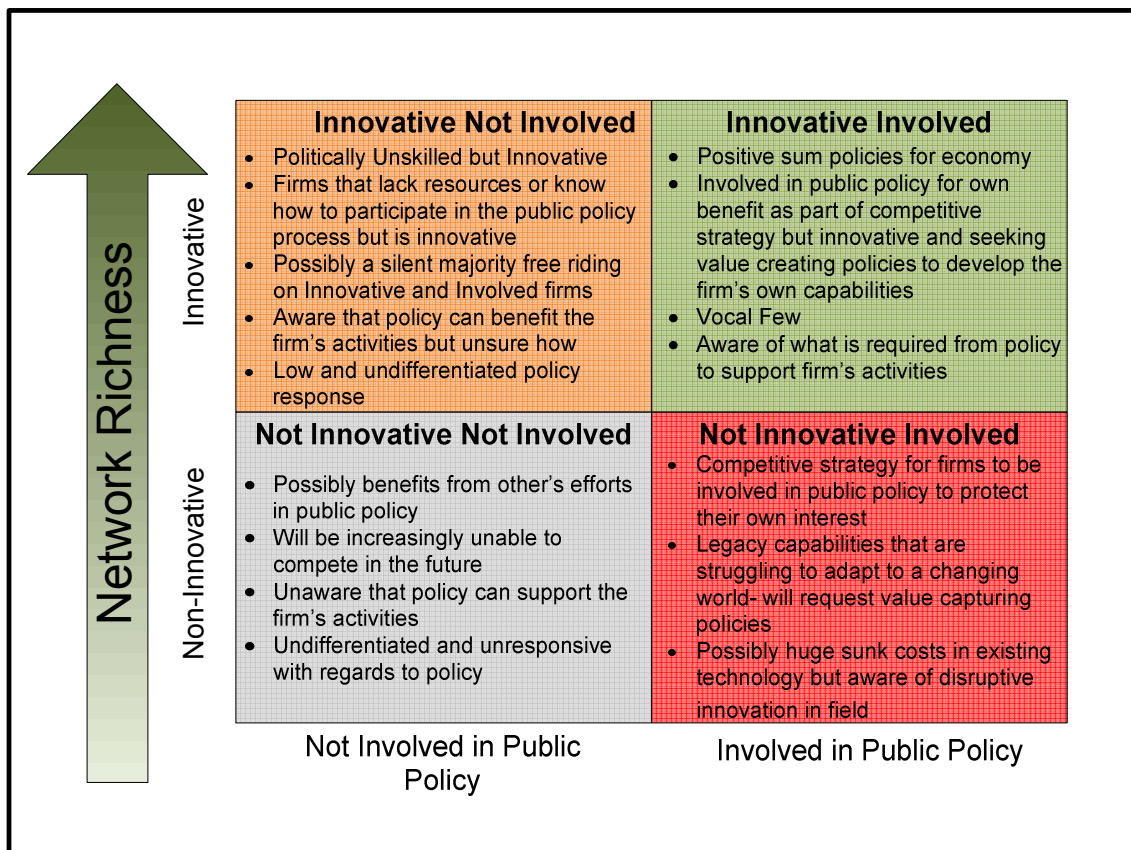 Network Richness
Innovative
Non-Innovative
Innovative Not Involved
• Politically Unskilled but Innovative
• Firms that lack resources or know
how to participate in the public policy
process but is innovative
• Possibly a silent majority free riding
on Innovative and Involved firms
• Aware that policy can benefit the
firm's activities but unsure how
• Low and undifferentiated policy
response
Innovative Involved
• Positive sum policies for economy
• Involved in public policy for own
benefit as part of competitive
strategy but innovative and seeking
value creating policies to develop the
firm's own capabilities
• Vocal Few
• Aware of what is required from policy
to support firm's activities
Not Innovative Not Involved
• Possibly benefits from other's efforts
in public policy
• Will be increasingly unable to
compete in the future
• Unaware that policy can support the
firm's activities
• Undifferentiated and unresponsive
with regards to policy
Not Innovative Involved
• Competitive strategy for firms to be
involved in public policy to protect
their own interest
• Legacy capabilities that are
struggling to adapt to a changing
world- will request value capturing
policies
• Possibly huge sunk costs in existing
technology but aware of disruptive
innovation in field
Not Involved in Public
Policy
Involved in Public Policy